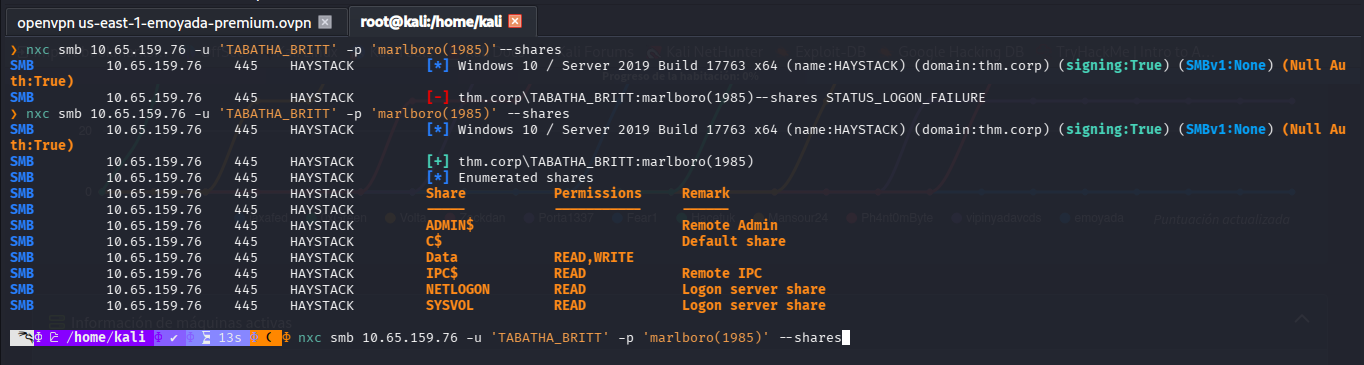 openvpn us-east-1-emoyada-premium.ovpn
root@kali:/home/kali
❯ nxc smb 10.65.159.76 -u 'TABATHA_BRITT' -p 'marlboro(1985)'--shares
SMB 10.65.159.76 445 HAYSTACK [*] Windows 10 / Server 2019 Build 17763 x64 (name:HAYSTACK) (domain:thm.corp) (signing:True) (SMBv1:None) (Null Au
th:True)
SMB 10.65.159.76 445 HAYSTACK [-] thm.corp\TABATHA_BRITT:marlboro(1985)--shares STATUS_LOGON_FAILURE
❯ nxc smb 10.65.159.76 -u 'TABATHA_BRITT' -p 'marlboro(1985)' --shares
SMB 10.65.159.76 445 HAYSTACK [*] Windows 10 / Server 2019 Build 17763 x64 (name:HAYSTACK) (domain:thm.corp) (signing:True) (SMBv1:None) (Null Au
th:True)
SMB 10.65.159.76 445 HAYSTACK [+] thm.corp\TABATHA_BRITT:marlboro(1985)
SMB 10.65.159.76 445 HAYSTACK [*] Enumerated shares
SMB 10.65.159.76 445 HAYSTACK Share Permissions Remark
SMB 10.65.159.76 445 HAYSTACK ----- ----------- ------
SMB 10.65.159.76 445 HAYSTACK ADMIN$ Remote Admin
SMB 10.65.159.76 445 HAYSTACK C$ Default share
SMB 10.65.159.76 445 HAYSTACK Data READ,WRITE
SMB 10.65.159.76 445 HAYSTACK IPC$ READ Remote IPC
SMB 10.65.159.76 445 HAYSTACK NETLOGON READ Logon server share
SMB 10.65.159.76 445 HAYSTACK SYSVOL READ Logon server share
Información de máquinas activas
/home/kali ✔ 13s nxc smb 10.65.159.76 -u 'TABATHA_BRITT' -p 'marlboro(1985)' --shares